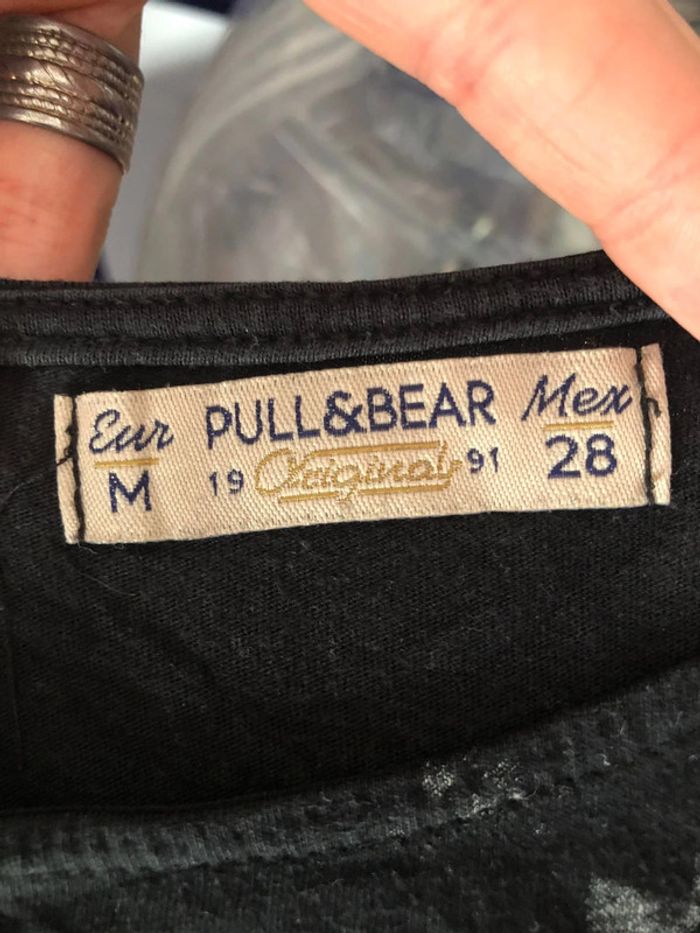 Eur PULL&BEAR Mex
M 19 Original 91 28